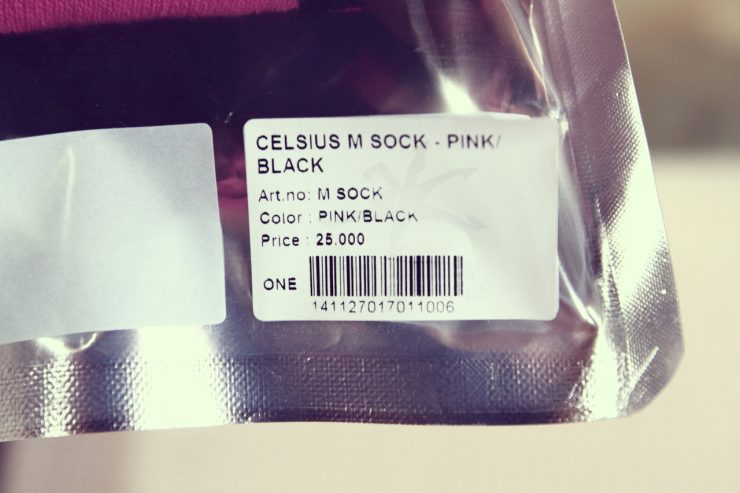 CELSIUS M SOCK - PINK/
BLACK
Art.no: M SOCK
Color : PINK/BLACK
Price : 25.000
ONE
141127017011006